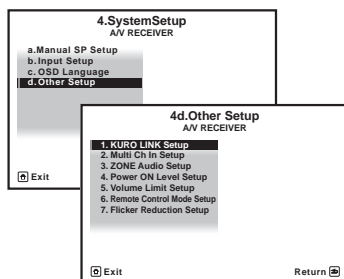 4.SystemSetup
A/V RECEIVER
a.Manual SP Setup
b.Input Setup
c.OSD Language
d.Other Setup
Exit
4d.Other Setup
A/V RECEIVER
1. KURO LINK Setup
2. Multi Ch In Setup
3. ZONE Audio Setup
4. Power ON Level Setup
5. Volume Limit Setup
6. Remote Control Mode Setup
7. Flicker Reduction Setup
Exit Return